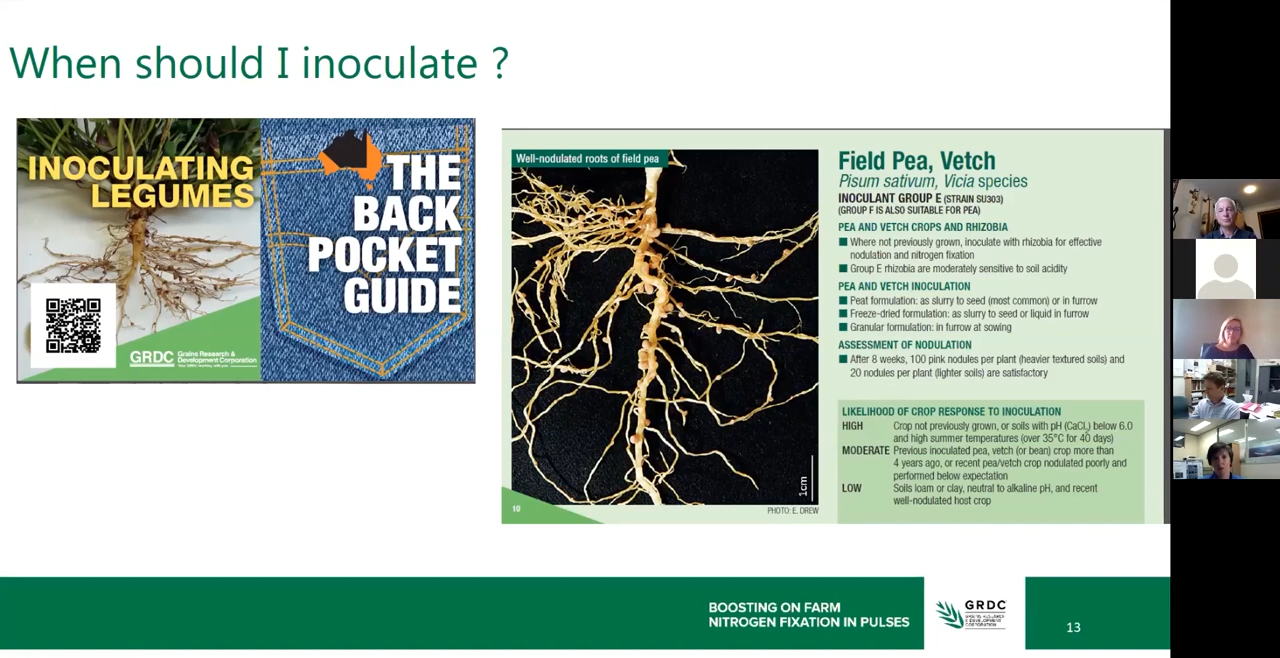 When should I inoculate ?
INOCULATING
LEGUMES
GRDC
Grains Research &
Development Corporation
THE
BACK
POCKET
GUIDE
Well-nodulated roots of field pea
1cm
10
PHOTO: E. DREW
Field Pea, Vetch
Pisum sativum, Vicia species
INOCULANT GROUP E (STRAIN SU303)
(GROUP F IS ALSO SUITABLE FOR PEA)
PEA AND VETCH CROPS AND RHIZOBIA
■ Where not previously grown, inoculate with rhizobia for effective
nodulation and nitrogen fixation
■ Group E rhizobia are moderately sensitive to soil acidity
PEA AND VETCH INOCULATION
■ Peat formulation: as slurry to seed (most common) or in furrow
■ Freeze-dried formulation: as slurry to seed or liquid in furrow
■ Granular formulation: in furrow at sowing
ASSESSMENT OF NODULATION
■ After 8 weeks, 100 pink nodules per plant (heavier textured soils) and
20 nodules per plant (lighter soils) are satisfactory
LIKELIHOOD OF CROP RESPONSE TO INOCULATION
HIGH Crop not previously grown, or soils with pH (CaCl₂) below 6.0
and high summer temperatures (over 35°C for 40 days)
MODERATE Previous inoculated pea, vetch (or bean) crop more than
4 years ago, or recent pea/vetch crop nodulated poorly and
performed below expectation
LOW Soils loam or clay, neutral to alkaline pH, and recent
well-nodulated host crop
BOOSTING ON FARM
NITROGEN FIXATION IN PULSES
GRDC
GRAINS RESEARCH
& DEVELOPMENT
CORPORATION
13